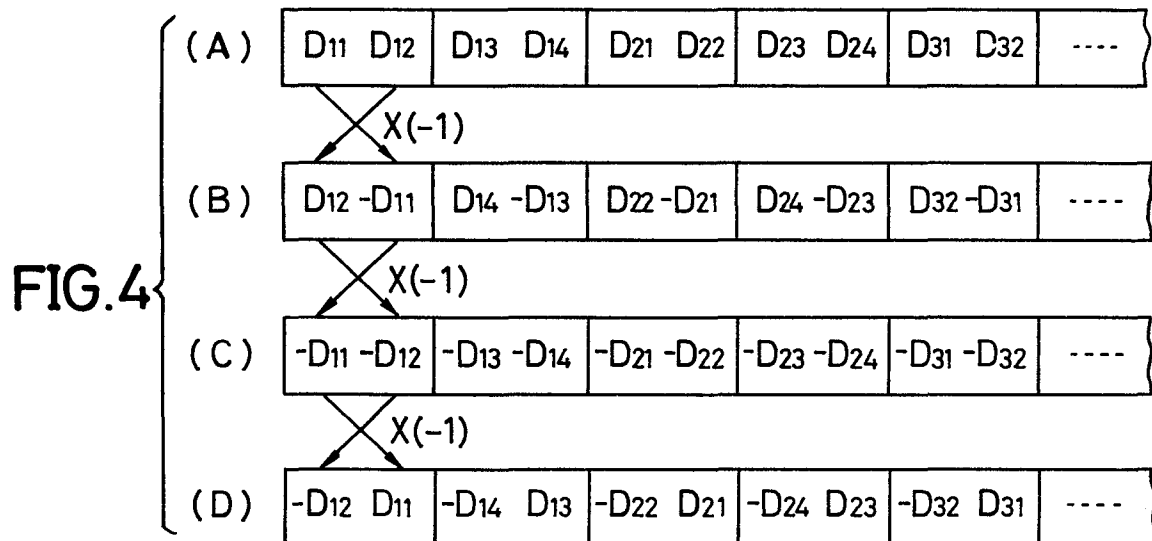 (A) D11 D12 D13 D14 D21 D22 D23 D24 D31 D32 ----
X(-1)
(B) D12 -D11 D14 -D13 D22 -D21 D24 -D23 D32 -D31 ----
X(-1)
FIG.4
(C) -D11 -D12 -D13 -D14 -D21 -D22 -D23 -D24 -D31 -D32 ----
X(-1)
(D) -D12 D11 -D14 D13 -D22 D21 -D24 D23 -D32 D31 ----